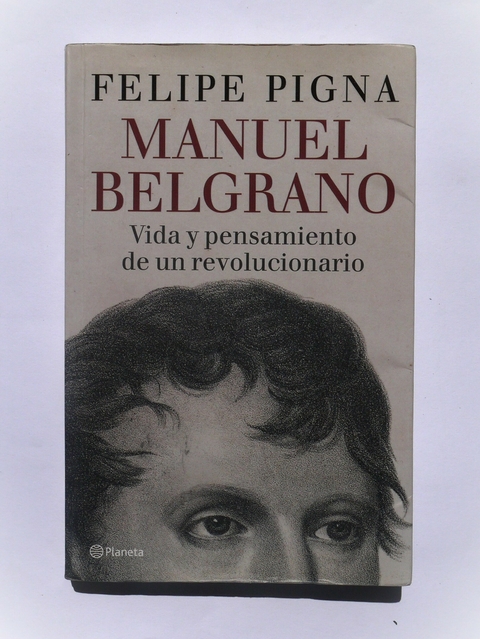 FELIPE PIGNA
MANUEL
BELGRANO
Vida y pensamiento
de un revolucionario
Planeta